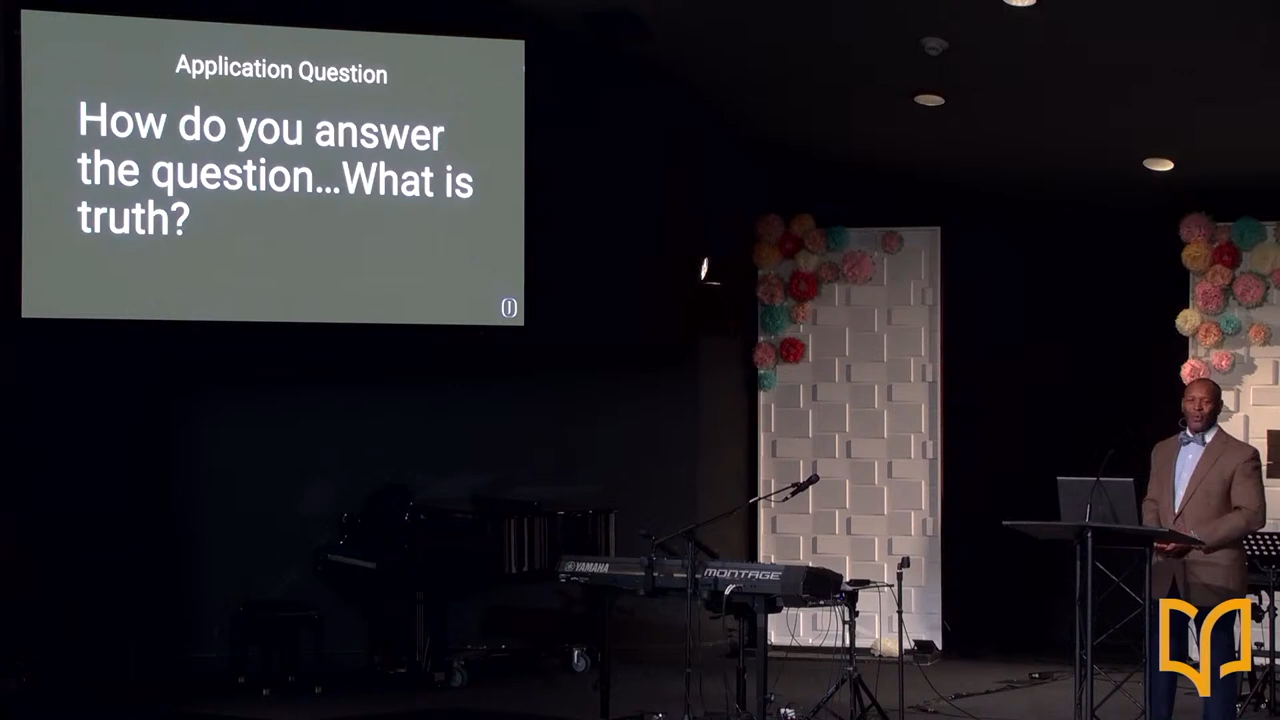 Application Question
How do you answer
the question...What is
truth?
YAMAHA
MONTAGE